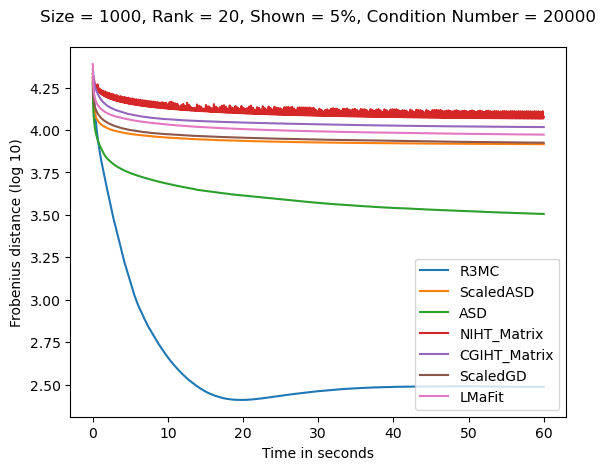 Size = 1000, Rank = 20, Shown = 5%, Condition Number = 20000
Frobenius distance (log 10)
4.25
4.00
3.75
3.50
3.25
3.00
2.75
2.50
R3MC
ScaledASD
ASD
NIHT_Matrix
CGIHT_Matrix
ScaledGD
LMaFit
0 10 20 30 40 50 60
Time in seconds